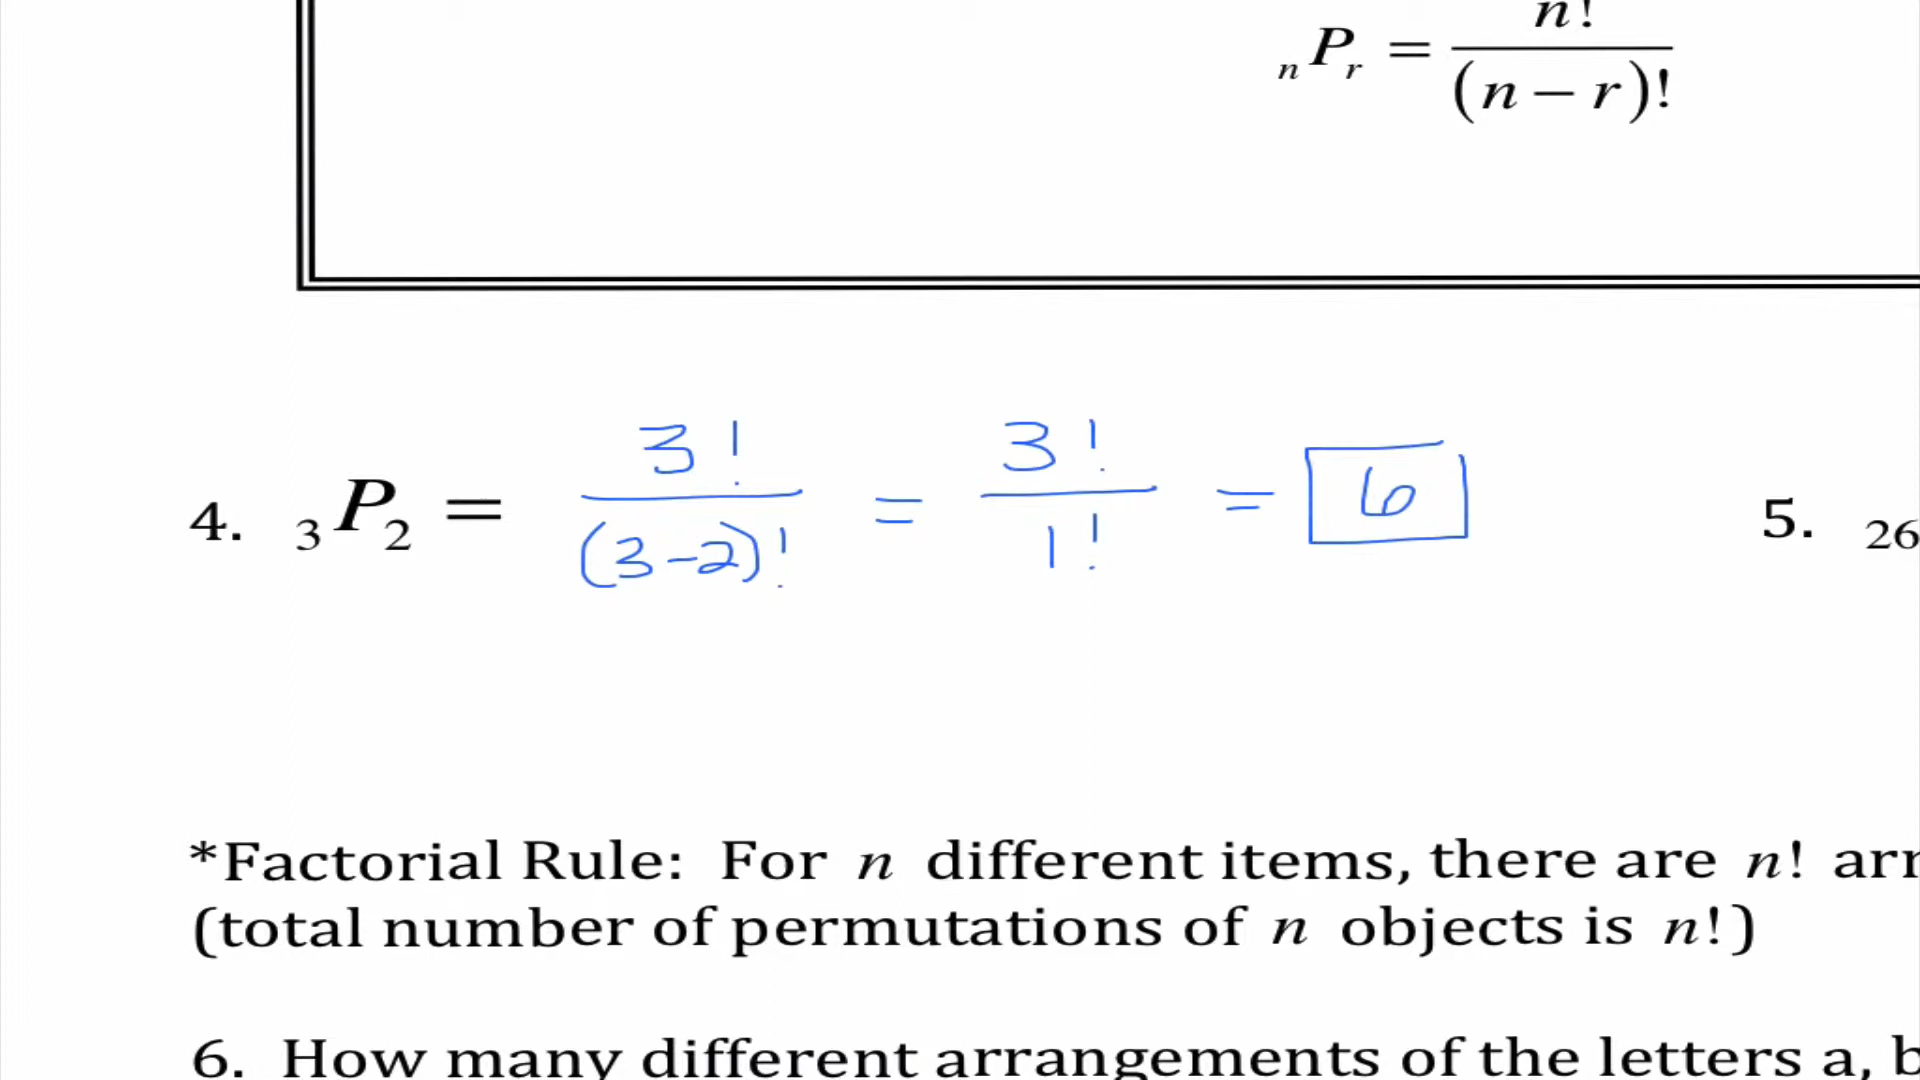 nPr = n! / (n − r)!
4. 3P2 = 3! / (3-2)! = 3! / 1! = 6
5. 26
*Factorial Rule: For n different items, there are n! arr
(total number of permutations of n objects is n!)
6. How many different arrangements of the letters a, b